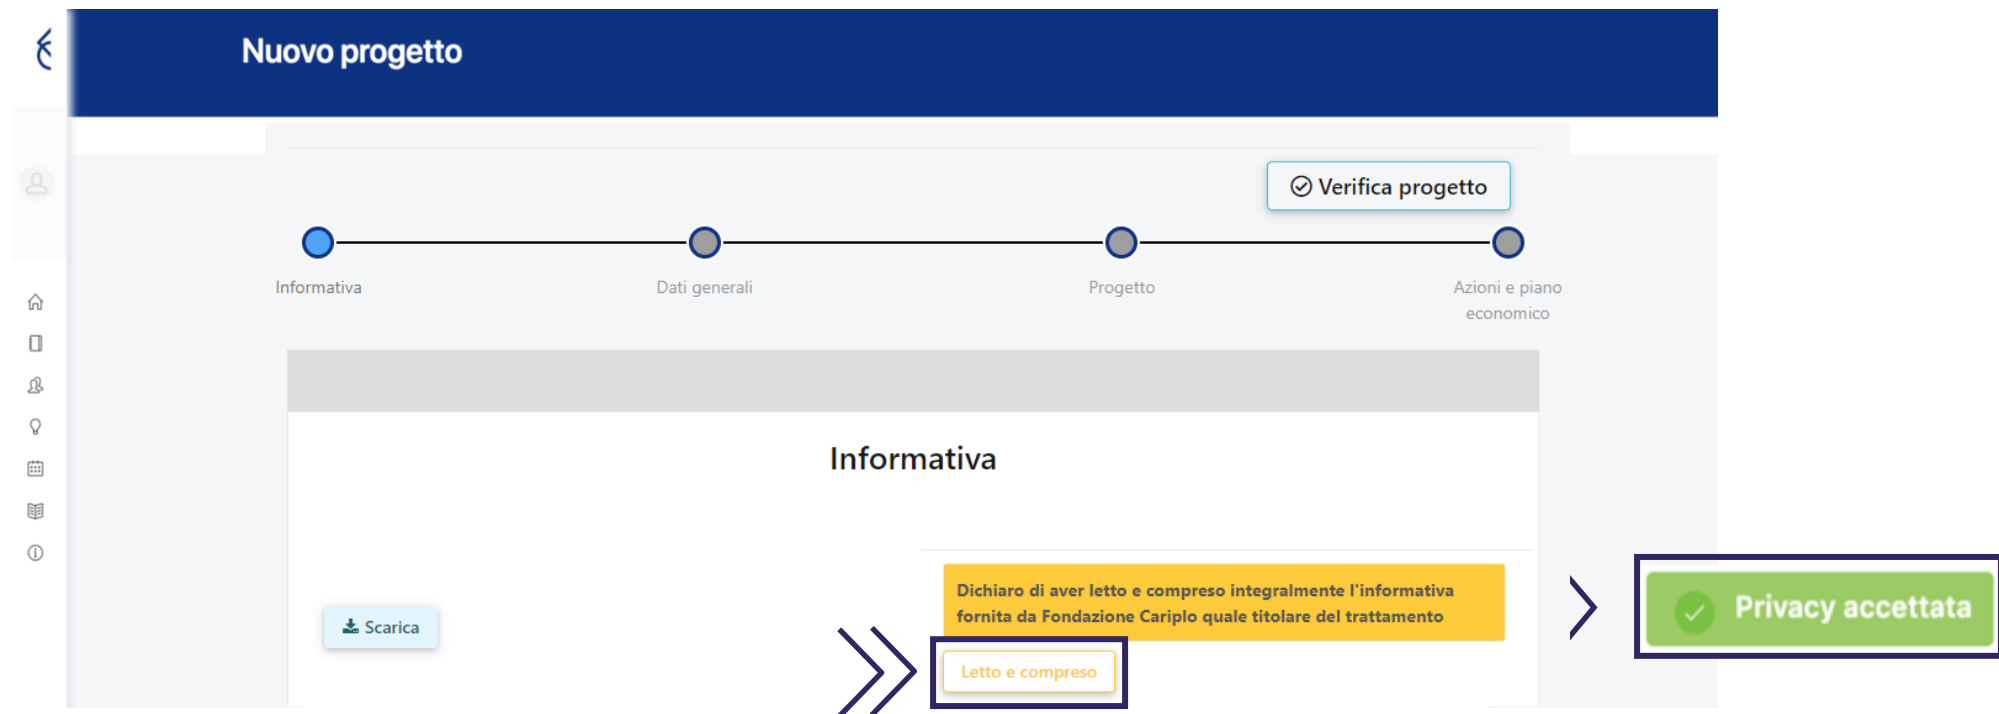 Nuovo progetto
Verifica progetto
Informativa
Dati generali
Progetto
Azioni e piano
economico
Informativa
Dichiaro di aver letto e compreso integralmente l'informativa
fornita da Fondazione Cariplo quale titolare del trattamento
Scarica
Letto e compreso
Privacy accettata